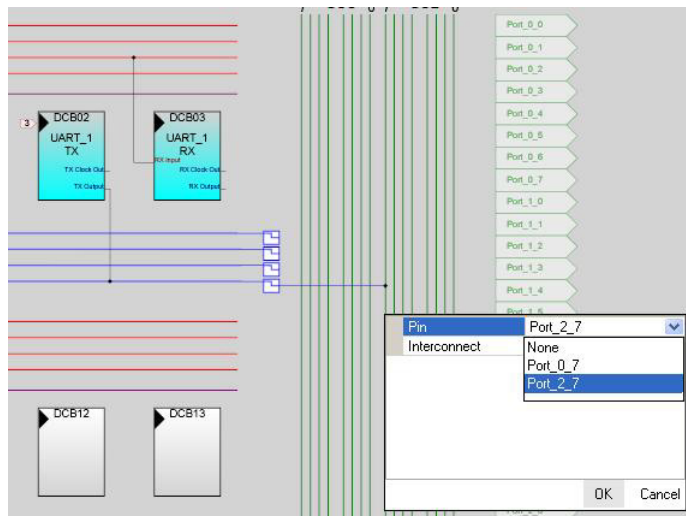 Port_0_0
Port_0_1
Port_0_2
Port_0_3
Port_0_4
Port_0_5
Port_0_6
Port_0_7
Port_1_0
Port_1_1
Port_1_2
Port_1_3
Port_1_4
Port_1_5
3
DCB02
UART_1
TX
TX Clock Out
TX Output
DCB03
UART_1
RX
RX Input
RX Clock Out
RX Output
Pin
Port_2_7
Interconnect
None
Port_0_7
Port_2_7
OK
Cancel
DCB12
DCB13